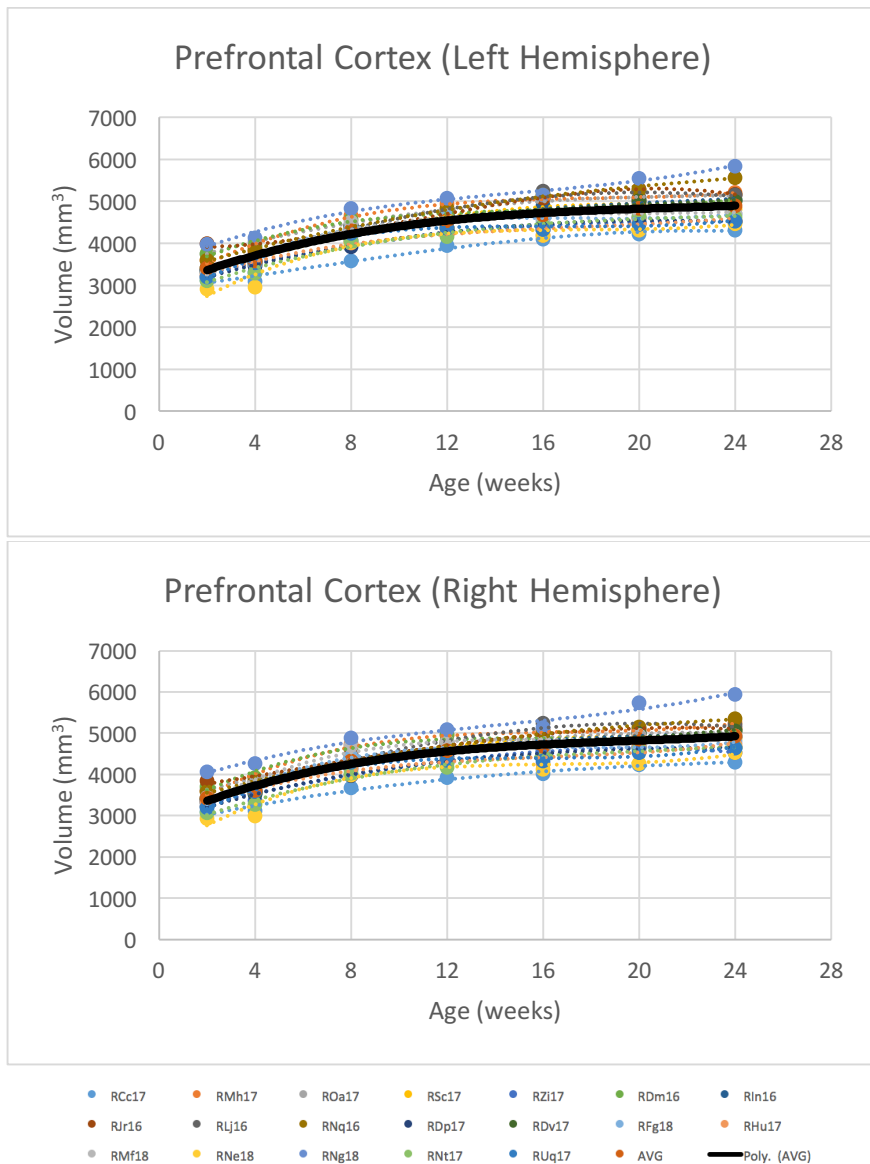 Prefrontal Cortex (Left Hemisphere)
7000
6000
5000
4000
3000
2000
1000
0
Volume (mm³)
0 4 8 12 16 20 24 28
Age (weeks)
Prefrontal Cortex (Right Hemisphere)
7000
6000
5000
4000
3000
2000
1000
0
Volume (mm³)
0 4 8 12 16 20 24 28
Age (weeks)
RCc17 RMh17 ROa17 RSc17 RZi17 RDm16 RIn16
RJr16 RLj16 RNq16 RDp17 RDv17 RFg18 RHu17
RMf18 RNe18 RNg18 RNt17 RUq17 AVG Poly. (AVG)